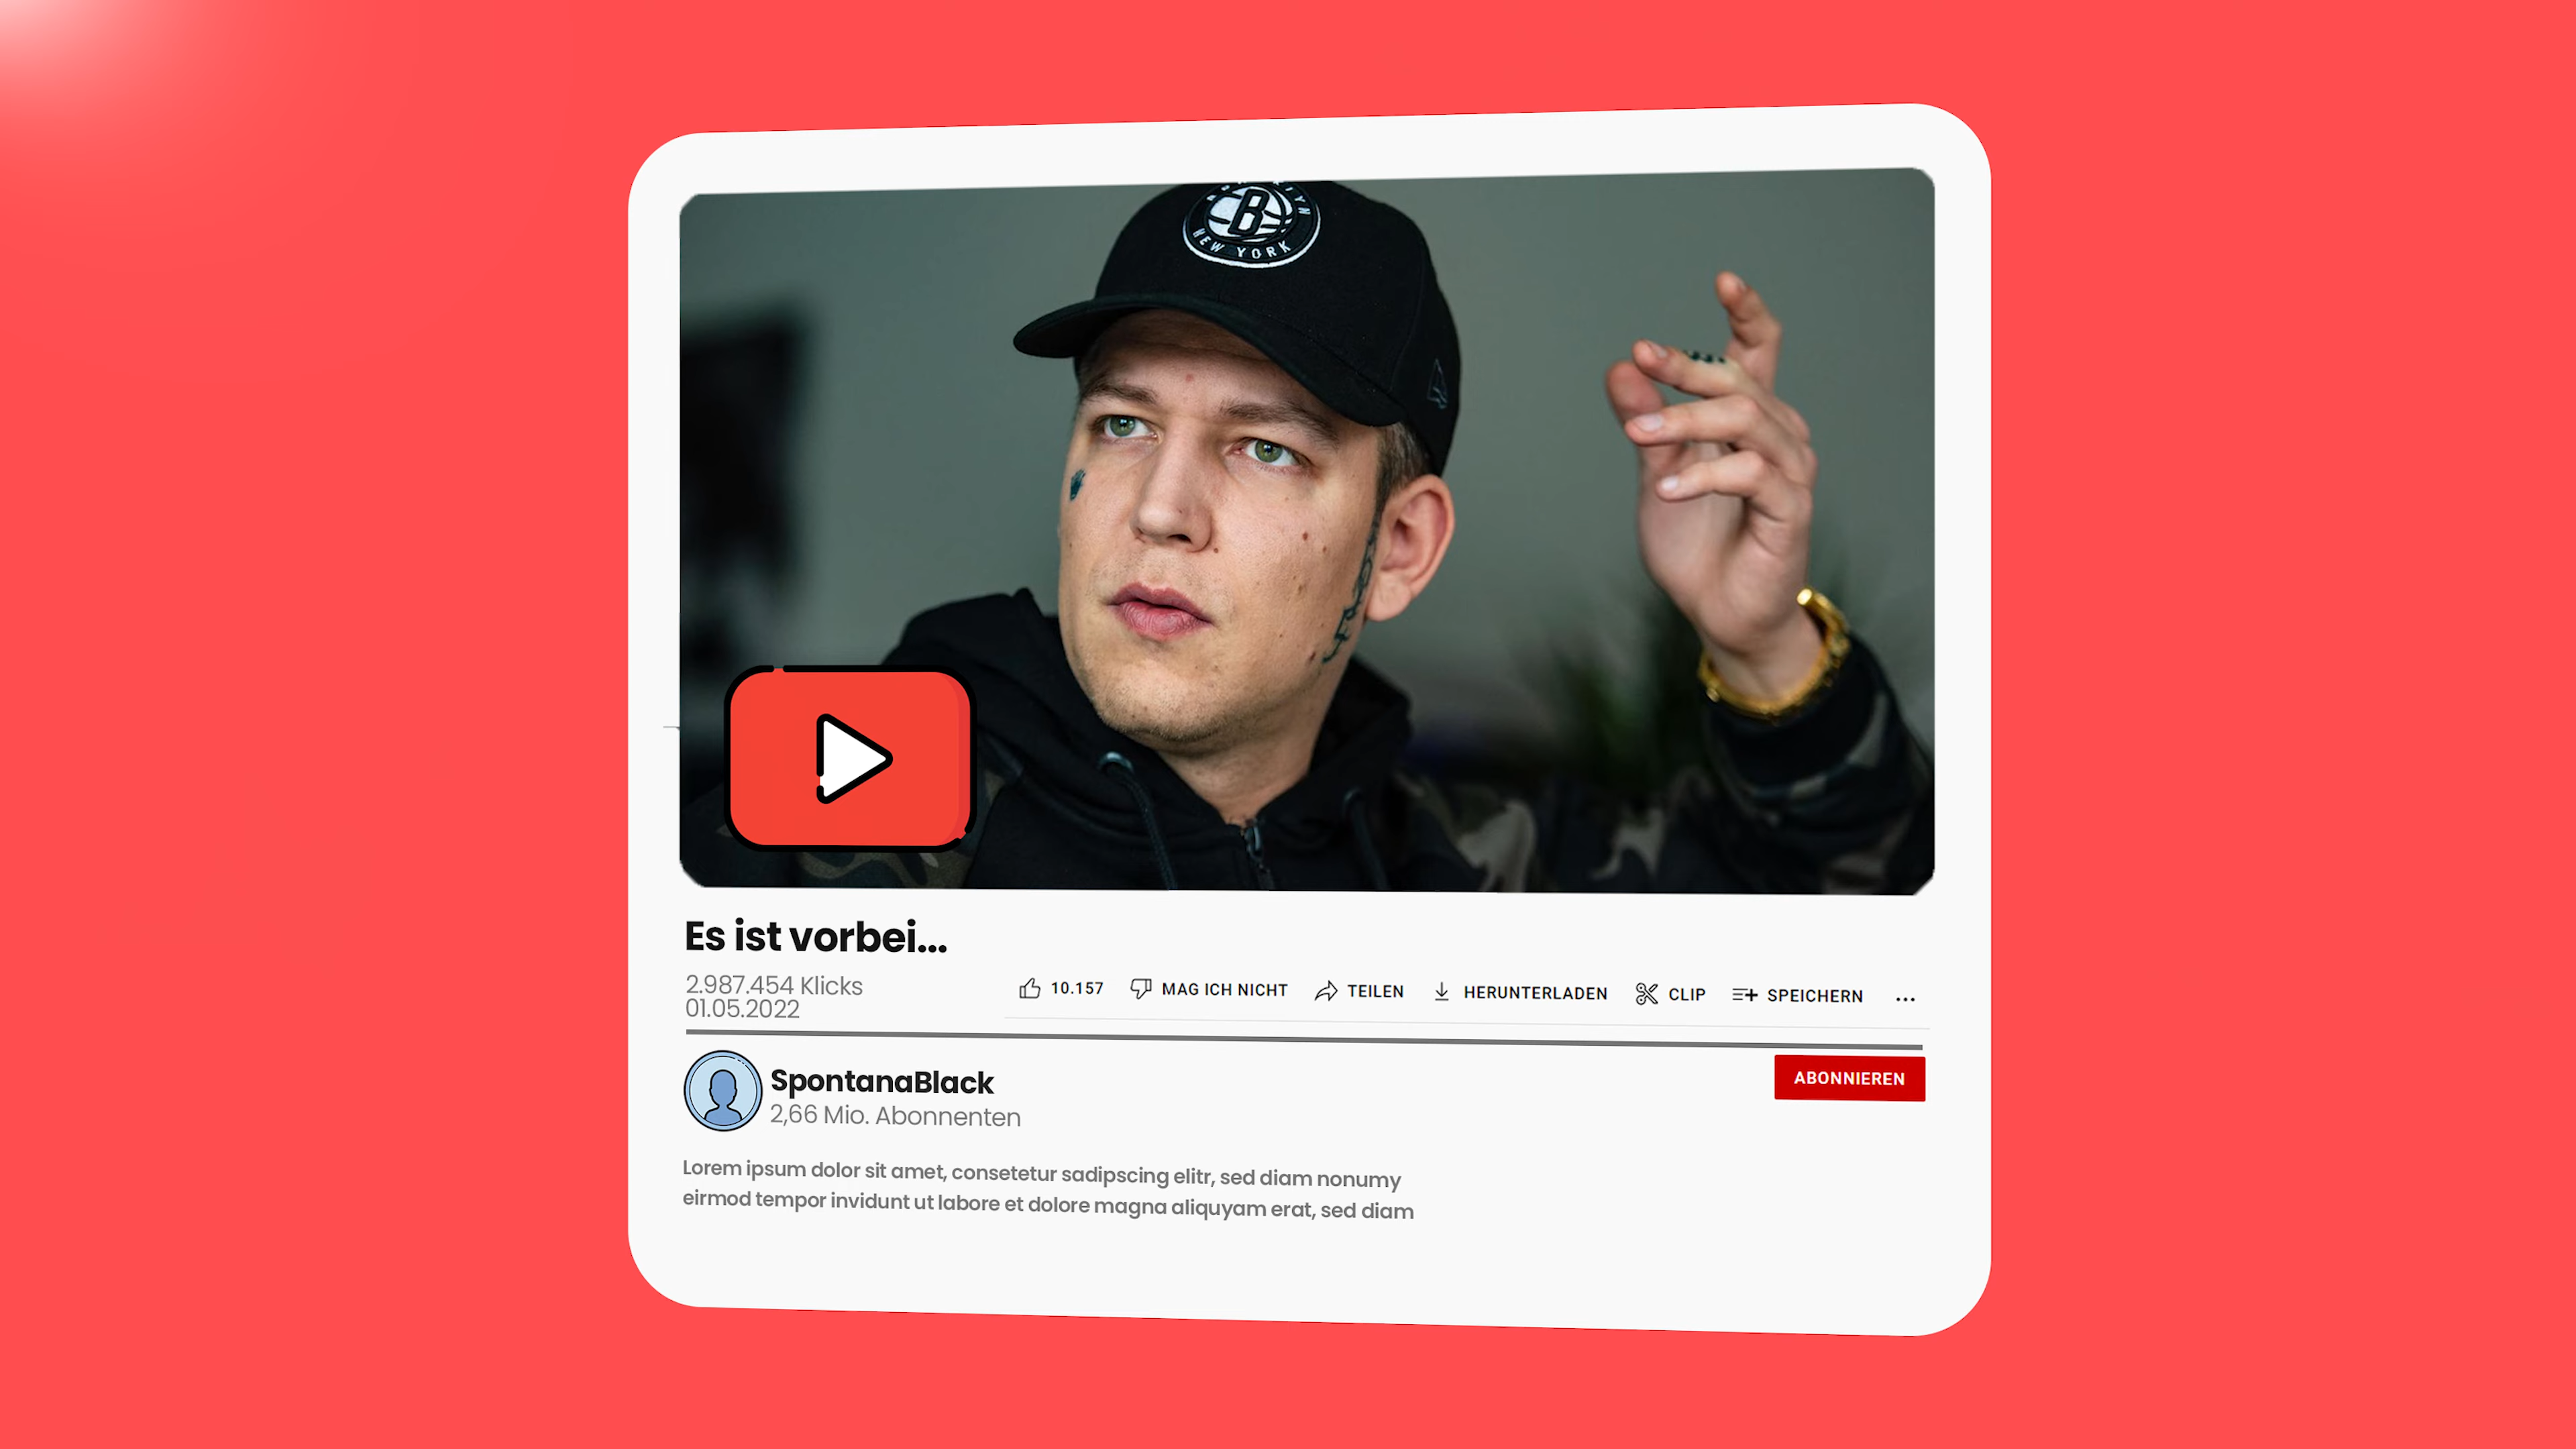 B
NEW YORK
Es ist vorbei...
2.987.454 Klicks
01.05.2022
10.157 MAG ICH NICHT TEILEN HERUNTERLADEN CLIP SPEICHERN ...
SpontanaBlack
2,66 Mio. Abonnenten
ABONNIEREN
Lorem ipsum dolor sit amet, consetetur sadipscing elitr, sed diam nonumy
eirmod tempor invidunt ut labore et dolore magna aliquyam erat, sed diam